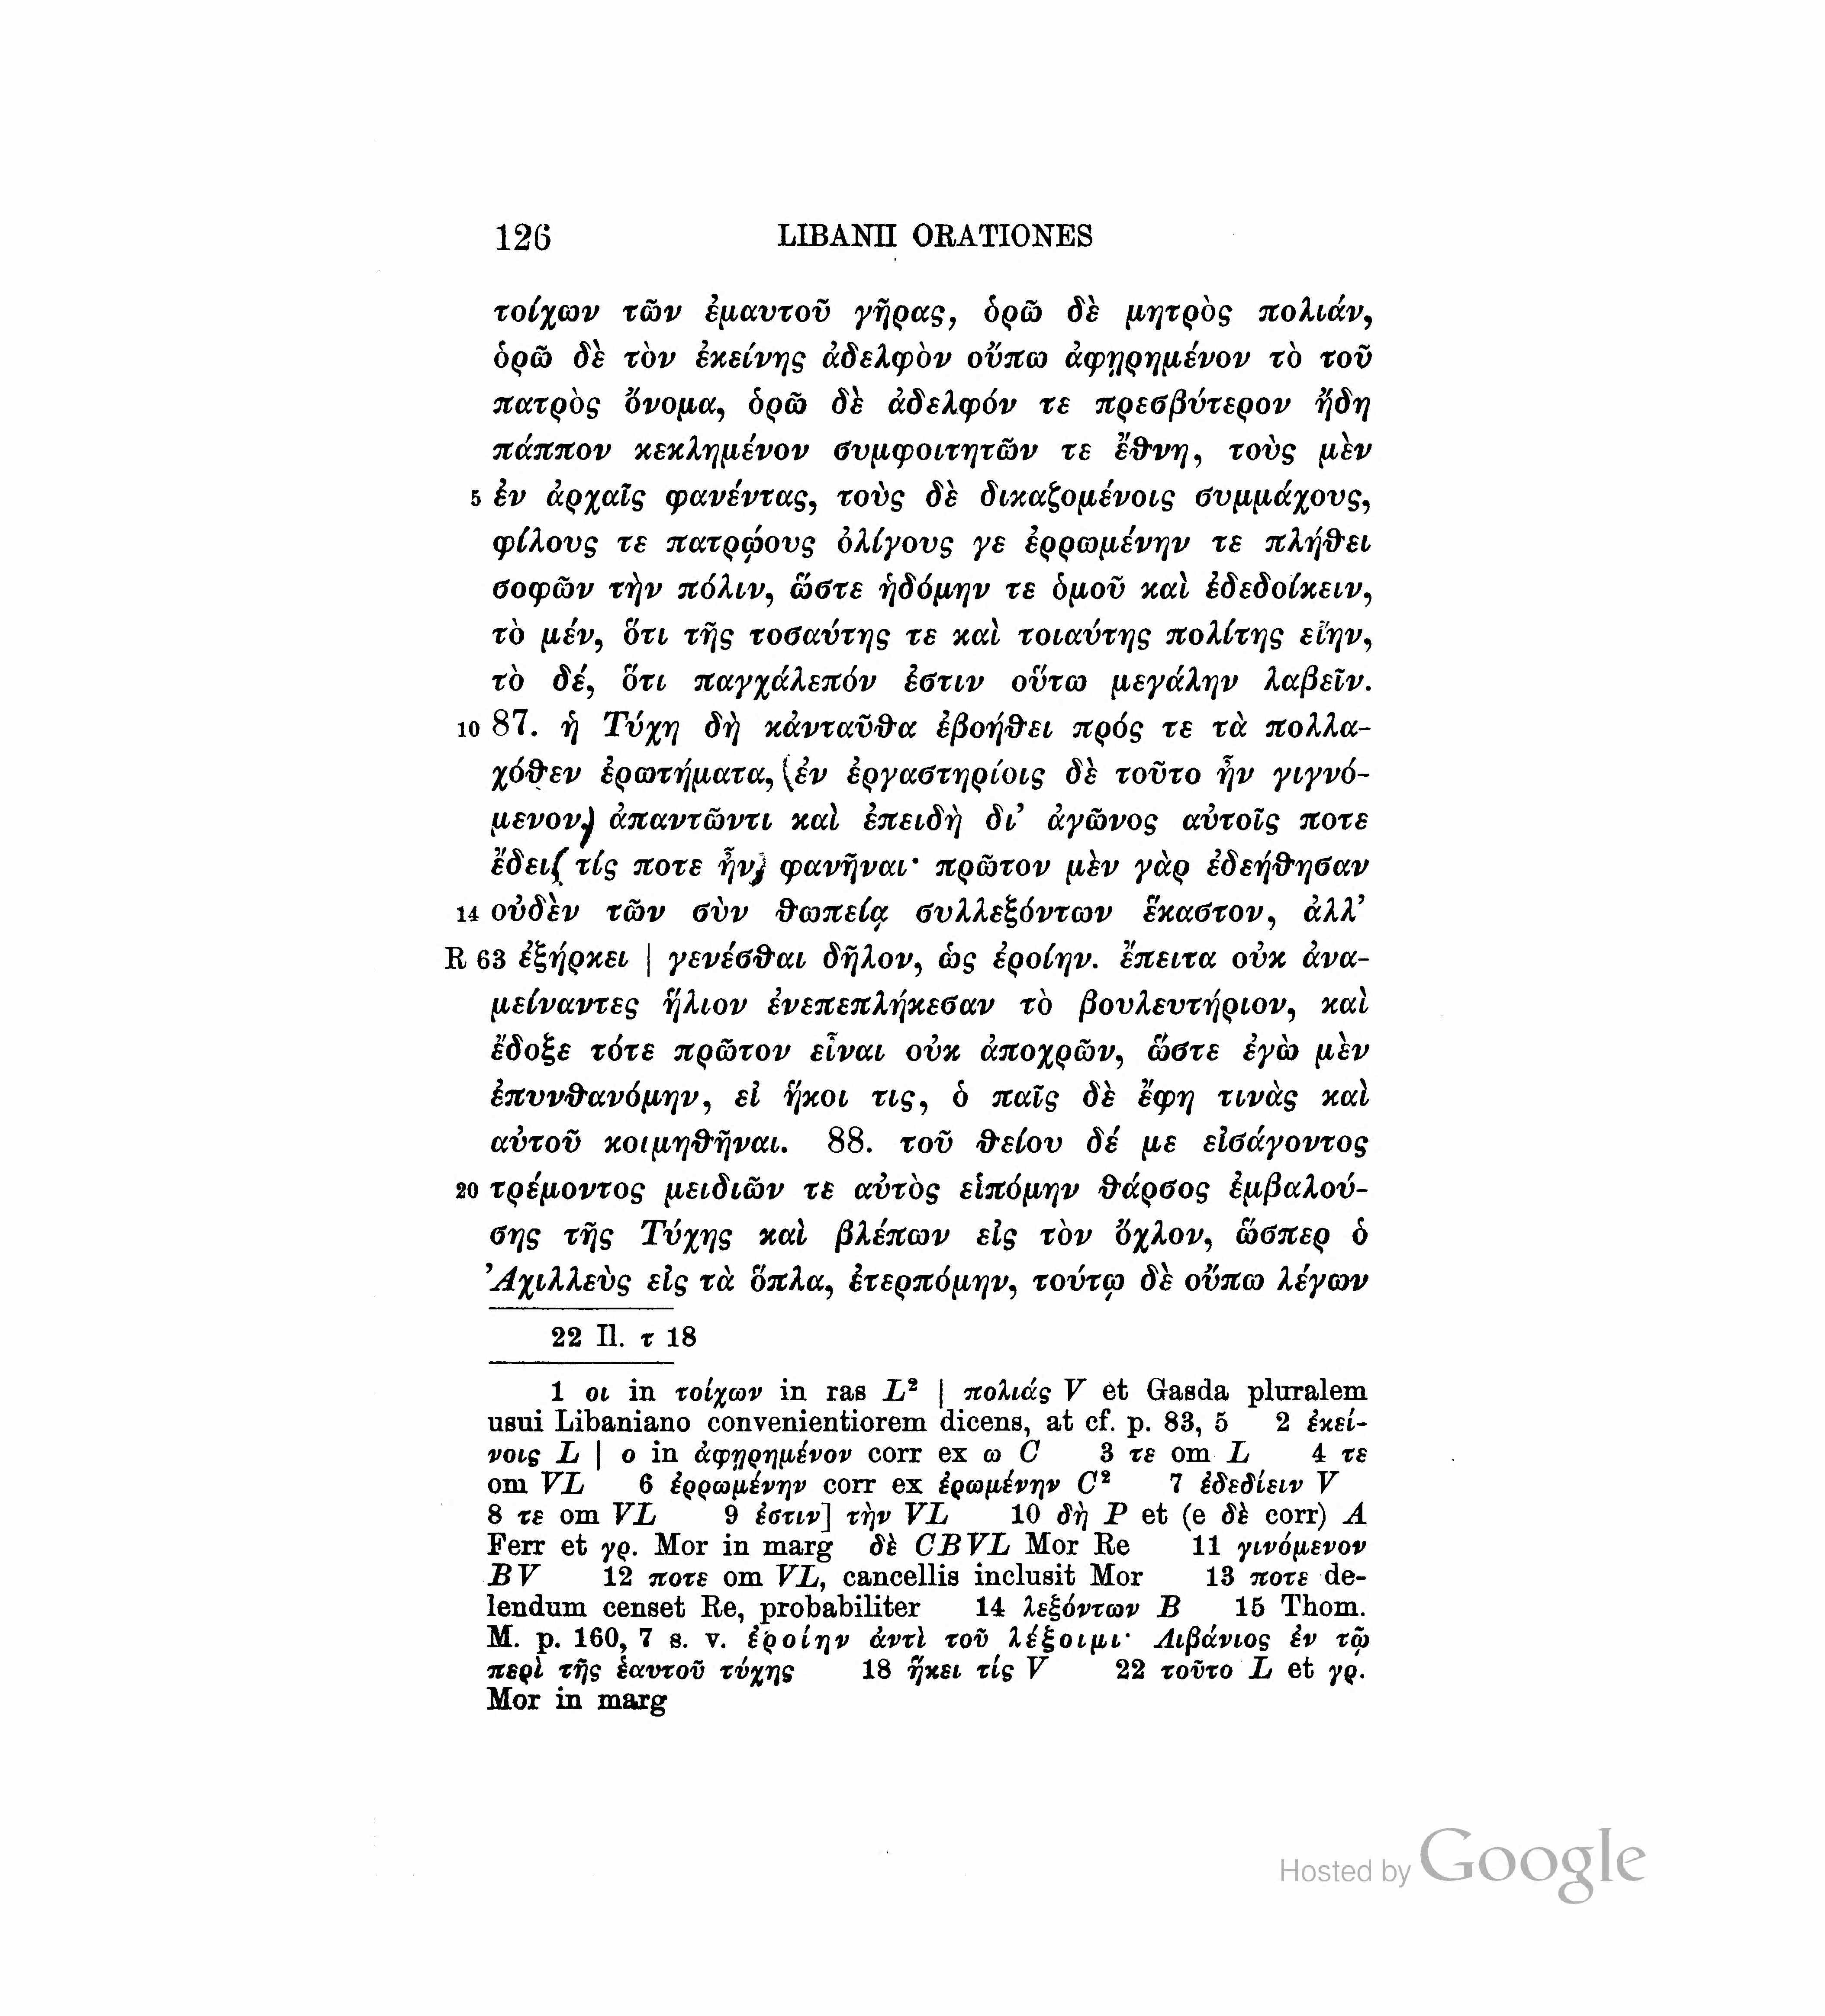 126 LIBANII ORATIONES
τοίχων τῶν ἐμαυτοῦ γῆρας, ὁρῶ δὲ μητρὸς πολιάν,
ὁρῶ δὲ τὸν ἐκείνης ἀδελφὸν οὔπω ἀφῃρημένον τὸ τοῦ
πατρὸς ὄνομα, ὁρῶ δὲ ἀδελφόν τε πρεσβύτερον ἤδη
πάππον κεκλημένον συμφοιτητῶν τε ἔθνη, τοὺς μὲν
5 ἐν ἀρχαῖς φανέντας, τοὺς δὲ δικαζομένοις συμμάχους,
φίλους τε πατρῴους ὀλίγους γε ἐρρωμένην τε πλήθει
σοφῶν τὴν πόλιν, ὥστε ἡδόμην τε ὁμοῦ καὶ ἐδεδοίκειν,
τὸ μέν, ὅτι τῆς τοσαύτης τε καὶ τοιαύτης πολίτης εἴην,
τὸ δέ, ὅτι παγχάλεπόν ἐστιν οὕτω μεγάλην λαβεῖν.
10 87. ἡ Τύχη δὴ κἀνταῦθα ἐβοήθει πρός τε τὰ πολλα-
χόθεν ἐρωτήματα, (ἐν ἐργαστηρίοις δὲ τοῦτο ἦν γιγνό-
μενον,) ἀπαντῶντι καὶ ἐπειδὴ δι’ ἀγῶνος αὐτοῖς ποτε
ἔδει( τίς ποτε ἦν) φανῆναι· πρῶτον μὲν γὰρ ἐδεήθησαν
14 οὐδὲν τῶν σὺν θωπείᾳ συλλεξόντων ἕκαστον, ἀλλ’
R 63 ἐξήρκει | γενέσθαι δῆλον, ὡς ἐροίην. ἔπειτα οὐκ ἀνα-
μείναντες ἥλιον ἐνεπεπλήκεσαν τὸ βουλευτήριον, καὶ
ἔδοξε τότε πρῶτον εἶναι οὐκ ἀποχρῶν, ὥστε ἐγὼ μὲν
ἐπυνθανόμην, εἰ ἥκοι τις, ὁ παῖς δὲ ἔφη τινὰς καὶ
αὐτοῦ κοιμηθῆναι. 88. τοῦ θείου δέ με εἰσάγοντος
20 τρέμοντος μειδιῶν τε αὐτὸς εἱπόμην θάρσος ἐμβαλού-
σης τῆς Τύχης καὶ βλέπων εἰς τὸν ὄχλον, ὥσπερ ὁ
Ἀχιλλεὺς εἰς τὰ ὅπλα, ἐτερπόμην, τούτῳ δὲ οὔπω λέγων
22 Il. τ 18
1 οι in τοίχων in ras L² | πολιάς V et Gasda pluralem
usui Libaniano convenientiorem dicens, at cf. p. 83, 5 2 ἐκεί-
νοις L | ο in ἀφῃρημένον corr ex ω C 3 τε om L 4 τε
om VL 6 ἐρρωμένην corr ex ἐρωμένην C² 7 ἐδεδίειν V
8 τε om VL 9 ἐστιν] τὴν VL 10 δὴ P et (e δὲ corr) A
Ferr et γρ. Mor in marg δὲ CBVL Mor Re 11 γινόμενον
BV 12 ποτε om VL, cancellis inclusit Mor 13 ποτε de-
lendum censet Re, probabiliter 14 λεξόντων B 15 Thom.
M. p. 160, 7 s. v. ἐροίην ἀντὶ τοῦ λέξοιμι· Λιβάνιος ἐν τῷ
περὶ τῆς ἑαυτοῦ τύχης 18 ἥκει τίς V 22 τοῦτο L et γρ.
Mor in marg
Hosted by Google